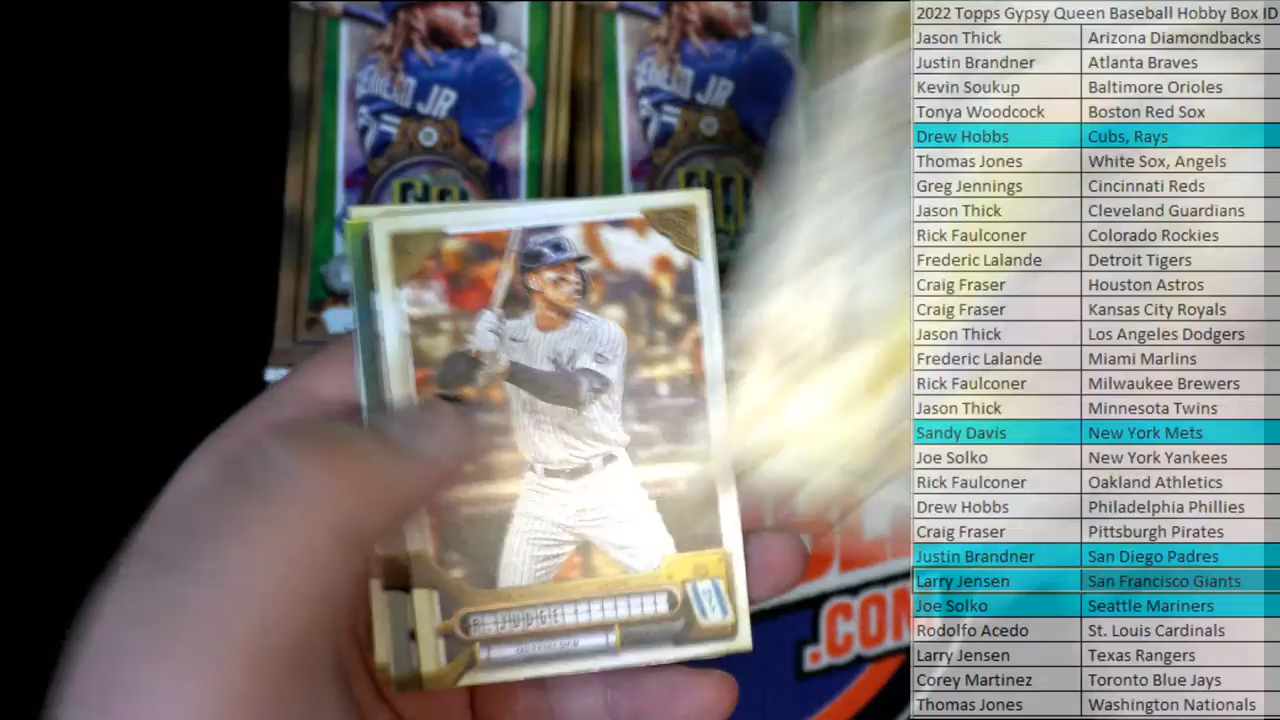 2022 Topps Gypsy Queen Baseball Hobby Box ID
Jason Thick Arizona Diamondbacks
Justin Brandner Atlanta Braves
Kevin Soukup Baltimore Orioles
Tonya Woodcock Boston Red Sox
Drew Hobbs Cubs, Rays
Thomas Jones White Sox, Angels
Greg Jennings Cincinnati Reds
Jason Thick Cleveland Guardians
Rick Faulconer Colorado Rockies
Frederic Lalande Detroit Tigers
Craig Fraser Houston Astros
Craig Fraser Kansas City Royals
Jason Thick Los Angeles Dodgers
Frederic Lalande Miami Marlins
Rick Faulconer Milwaukee Brewers
Jason Thick Minnesota Twins
Sandy Davis New York Mets
Joe Solko New York Yankees
Rick Faulconer Oakland Athletics
Drew Hobbs Philadelphia Phillies
Craig Fraser Pittsburgh Pirates
Justin Brandner San Diego Padres
Larry Jensen San Francisco Giants
Joe Solko Seattle Mariners
Rodolfo Acedo St. Louis Cardinals
Larry Jensen Texas Rangers
Corey Martinez Toronto Blue Jays
Thomas Jones Washington Nationals
JR
JR
GQ
GQ
JUDGE
.COM